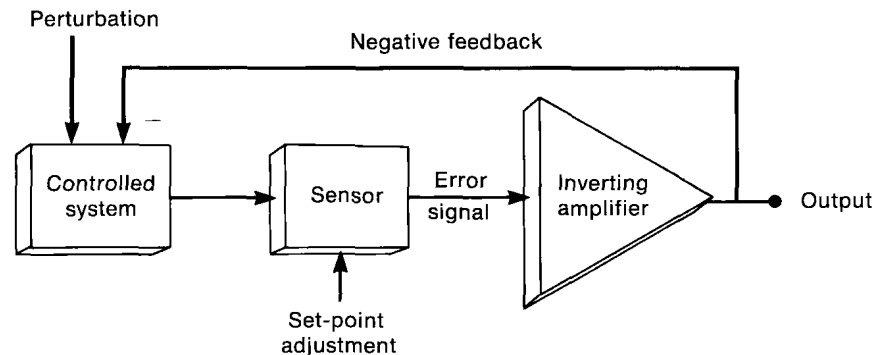 Perturbation
Negative feedback
–
Controlled
system
Sensor
Error
signal
Inverting
amplifier
Output
Set-point
adjustment